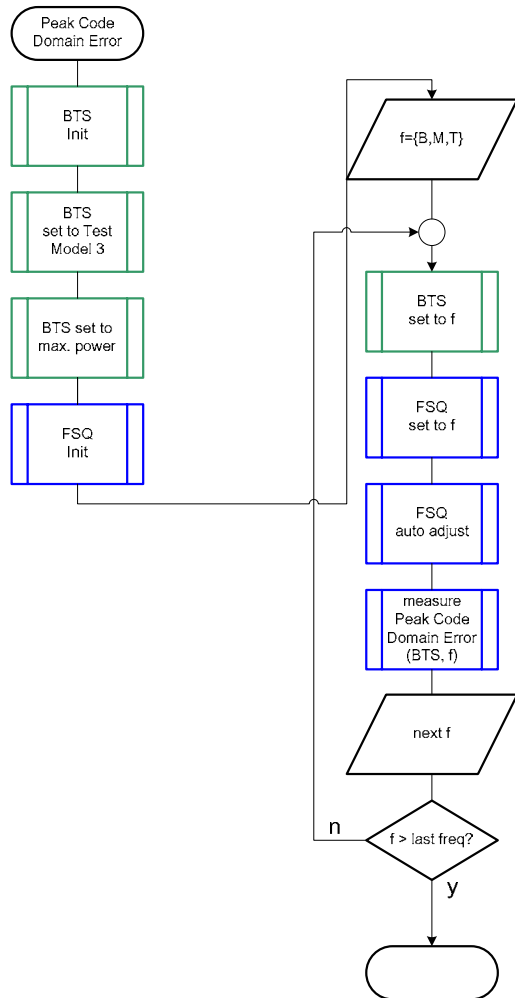 Peak Code
Domain Error
BTS
Init
BTS
set to Test
Model 3
BTS set to
max. power
FSQ
Init
f={B,M,T}
BTS
set to f
FSQ
set to f
FSQ
auto adjust
measure
Peak Code
Domain Error
(BTS, f)
next f
f > last freq?
n
y